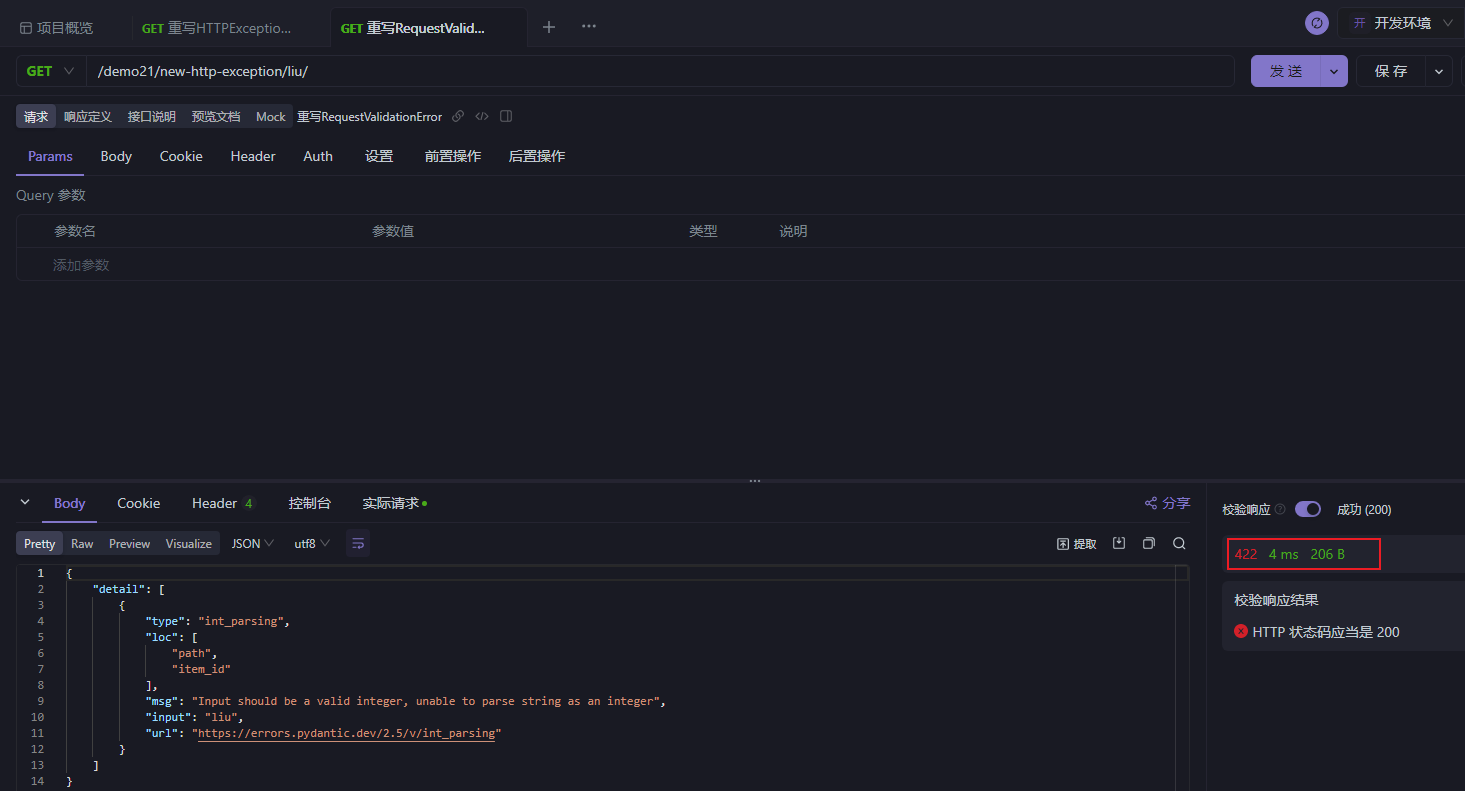 项目概览 GET 重写HTTPExceptio... GET 重写RequestValid... 开 开发环境
GET /demo21/new-http-exception/liu/ 发 送 保 存
请求 响应定义 接口说明 预览文档 Mock 重写RequestValidationError
Params Body Cookie Header Auth 设置 前置操作 后置操作
Query 参数
参数名 参数值 类型 说明
添加参数
Body Cookie Header 4 控制台 实际请求 分享 校验响应 成功 (200)
Pretty Raw Preview Visualize JSON utf8 提取 422 4 ms 206 B
1 {
2 "detail": [
3 {
4 "type": "int_parsing",
5 "loc": [
6 "path",
7 "item_id"
8 ],
9 "msg": "Input should be a valid integer, unable to parse string as an integer",
10 "input": "liu",
11 "url": "https://errors.pydantic.dev/2.5/v/int_parsing"
12 }
13 ]
14 }
校验响应结果
HTTP 状态码应当是 200